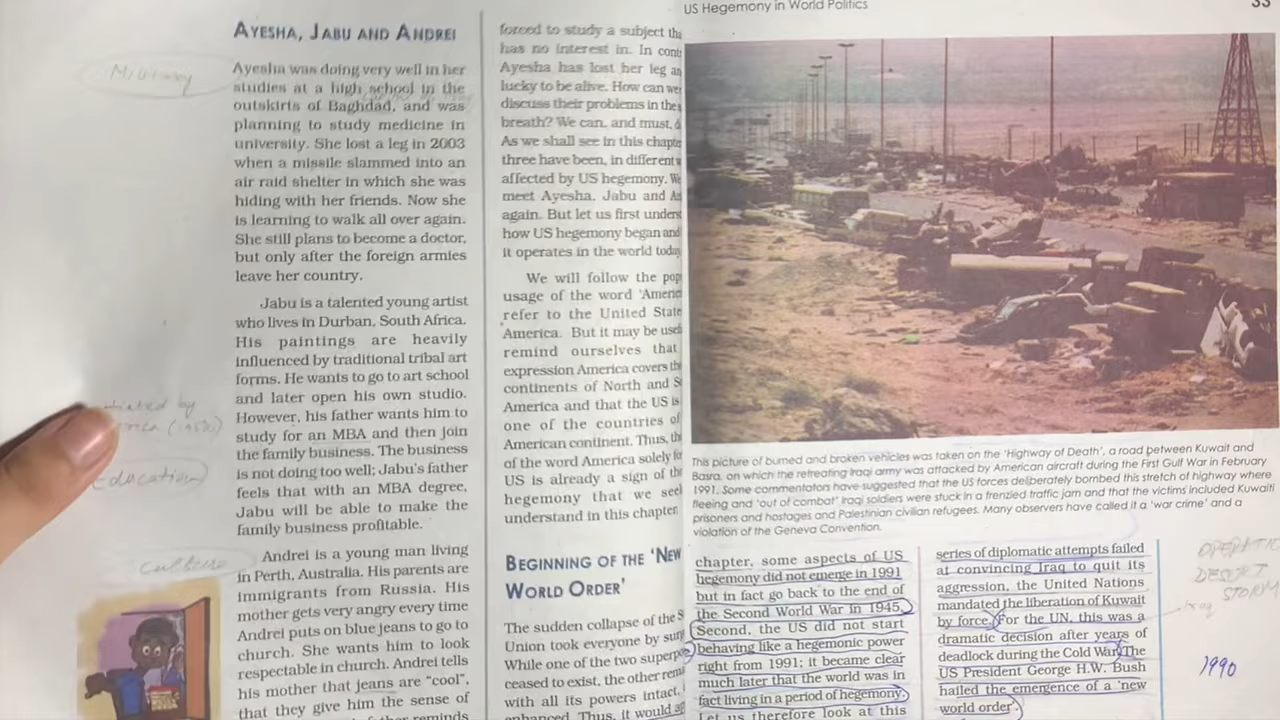 AYESHA, JABU AND ANDREI
Military
Ayesha was doing very well in her
studies at a high school in the
outskirts of Baghdad, and was
planning to study medicine in
university. She lost a leg in 2003
when a missile slammed into an
air raid shelter in which she was
hiding with her friends. Now she
is learning to walk all over again.
She still plans to become a doctor,
but only after the foreign armies
leave her country.
Jabu is a talented young artist
who lives in Durban, South Africa.
His paintings are heavily
influenced by traditional tribal art
forms. He wants to go to art school
and later open his own studio.
However, his father wants him to
study for an MBA and then join
the family business. The business
is not doing too well; Jabu's father
feels that with an MBA degree,
Jabu will be able to make the
family business profitable.
by
Education
culture
Andrei is a young man living
in Perth, Australia. His parents are
immigrants from Russia. His
mother gets very angry every time
Andrei puts on blue jeans to go to
church. She wants him to look
respectable in church. Andrei tells
his mother that jeans are "cool",
that they give him the sense of
reminds
forced to study a subject
has no interest in. In
Ayesha has lost her leg
lucky to be alive. How can
discuss their problems in the
breath? We can, and must,
As we shall see in this
three have been, in different
affected by US hegemony.
meet Ayesha, Jabu and
again. But let us first
how US hegemony began and
it operates in the world
We will follow the
usage of the word
refer to the United
America. But it may be
remind ourselves that
expression America covers
continents of North and
America and that the US is
one of the countries of
American continent. Thus,
of the word America solely
US is already a sign of the
hegemony that we
understand in this chapter.
BEGINNING OF THE 'NEW
WORLD ORDER'
The sudden collapse of the
Union took everyone by
While one of the two
ceased to exist, the other
with all its powers intact,
enhanced. Thus, it would
US Hegemony in World Politics
33
This picture of burned and broken vehicles was taken on the 'Highway of Death', a road between Kuwait and
Basra, on which the retreating Iraqi army was attacked by American aircraft during the First Gulf War in February
1991. Some commentators have suggested that the US forces deliberately bombed this stretch of highway where
fleeing and 'out of combat' Iraqi soldiers were stuck in a frenzied traffic jam and that the victims included Kuwaiti
prisoners and hostages and Palestinian civilian refugees. Many observers have called it a 'war crime' and a
violation of the Geneva Convention.
chapter, some aspects of US
hegemony did not emerge in 1991
but in fact go back to the end of
the Second World War in 1945.
Second, the US did not start
behaving like a hegemonic power
right from 1991; it became clear
much later that the world was in
fact living in a period of hegemony.
Let us therefore look at this
series of diplomatic attempts failed
at convincing Iraq to quit its
aggression, the United Nations
mandated the liberation of Kuwait
by force. For the UN, this was a
dramatic decision after years of
deadlock during the Cold War. The
US President George H.W. Bush
hailed the emergence of a 'new
world order'.
DESERT
STORM
Iraq
1990